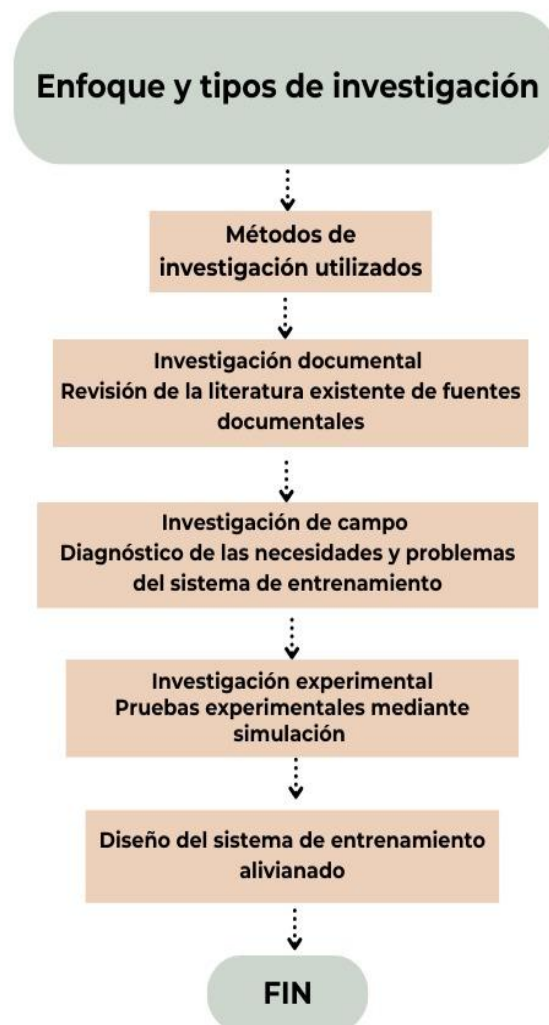 Enfoque y tipos de investigación
Métodos de
investigación utilizados
Investigación documental
Revisión de la literatura existente de fuentes
documentales
Investigación de campo
Diagnóstico de las necesidades y problemas
del sistema de entrenamiento
Investigación experimental
Pruebas experimentales mediante
simulación
Diseño del sistema de entrenamiento
alivianado
FIN